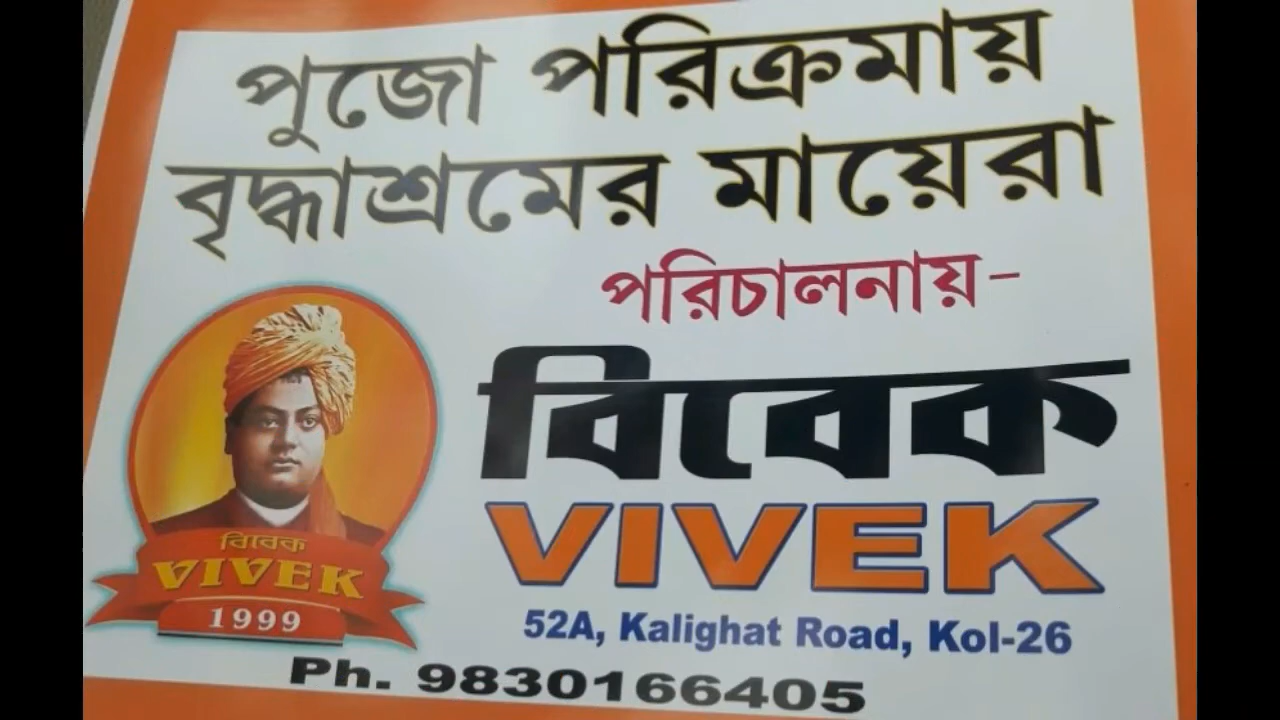 পুজো পরিক্রমায়
বৃদ্ধাশ্রমের মায়েরা
পরিচালনায়-
বিবেক
VIVEK
বিবেক
VIVEK
1999
52A, Kalighat Road, Kol-26
Ph. 9830166405